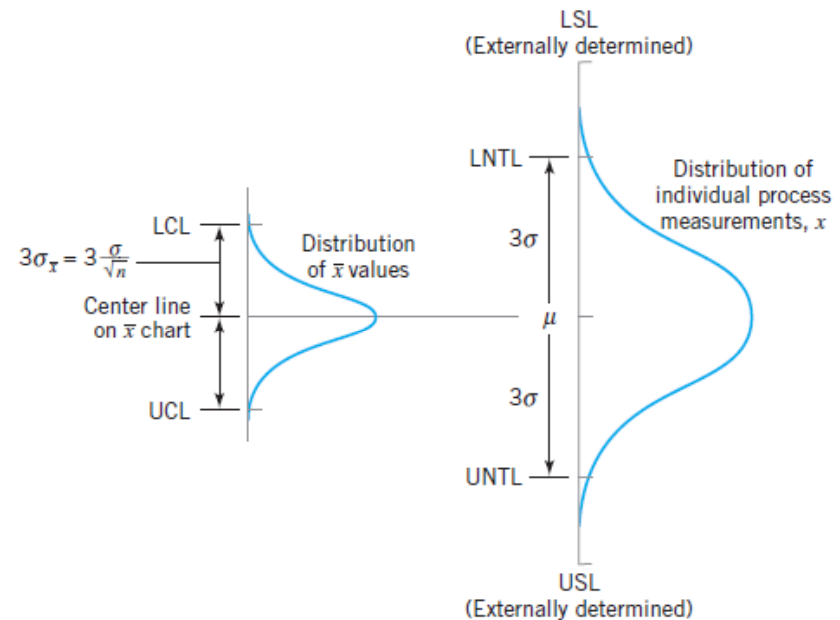 LSL
(Externally determined)
LNTL
Distribution of
individual process
measurements, x
3σ
LCL
Distribution
of x̄ values
3σx̄ = 3 σ/√n
Center line
on x̄ chart
μ
3σ
UCL
UNTL
USL
(Externally determined)